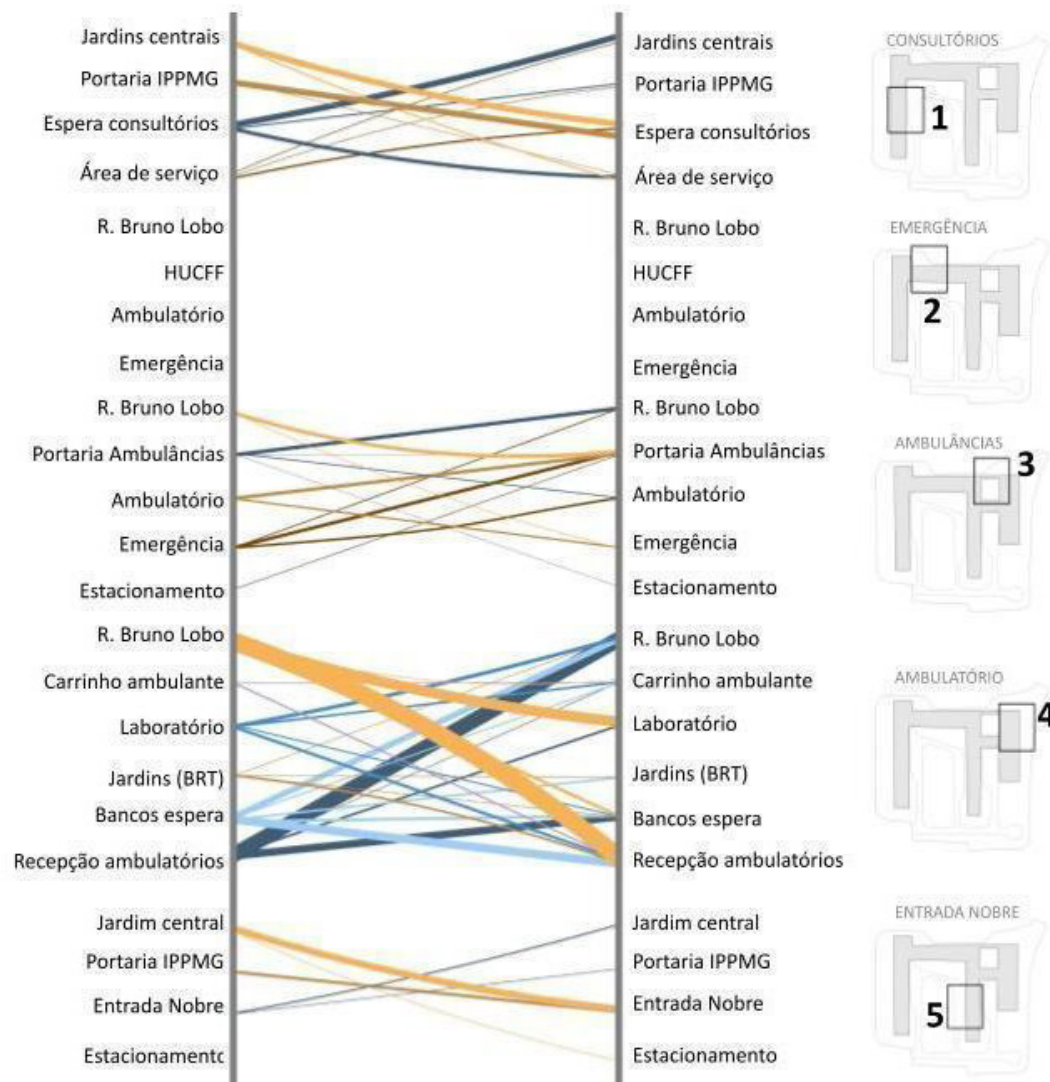 Jardins centrais
Portaria IPPMG
Espera consultórios
Área de serviço
R. Bruno Lobo
HUCFF
Ambulatório
Emergência
R. Bruno Lobo
Portaria Ambulâncias
Ambulatório
Emergência
Estacionamento
R. Bruno Lobo
Carrinho ambulante
Laboratório
Jardins (BRT)
Bancos espera
Recepção ambulatórios
Jardim central
Portaria IPPMG
Entrada Nobre
Estacionamento
Jardins centrais
Portaria IPPMG
Espera consultórios
Área de serviço
R. Bruno Lobo
HUCFF
Ambulatório
Emergência
R. Bruno Lobo
Portaria Ambulâncias
Ambulatório
Emergência
Estacionamento
R. Bruno Lobo
Carrinho ambulante
Laboratório
Jardins (BRT)
Bancos espera
Recepção ambulatórios
Jardim central
Portaria IPPMG
Entrada Nobre
Estacionamento
CONSULTÓRIOS
1
EMERGÊNCIA
2
AMBULÂNCIAS
3
AMBULATÓRIO
4
ENTRADA NOBRE
5